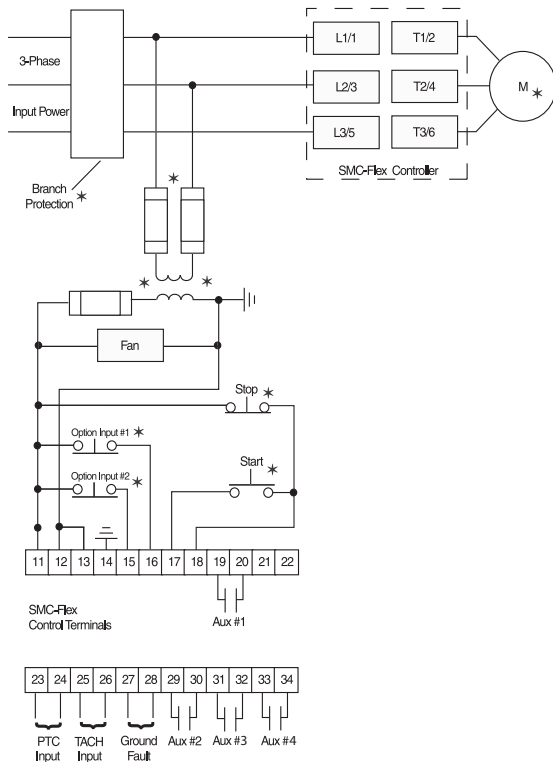 3-Phase
Input Power
Branch
Protection *
L1/1
T1/2
L2/3
T2/4
L3/5
T3/6
M *
SMC-Flex Controller
*
* *
Fan
Stop *
Option Input #1 *
Option Input #2 *
Start *
11 12 13 14 15 16 17 18 19 20 21 22
SMC-Flex
Control Terminals
Aux #1
23 24 25 26 27 28 29 30 31 32 33 34
PTC
Input
TACH
Input
Ground
Fault
Aux #2
Aux #3
Aux #4